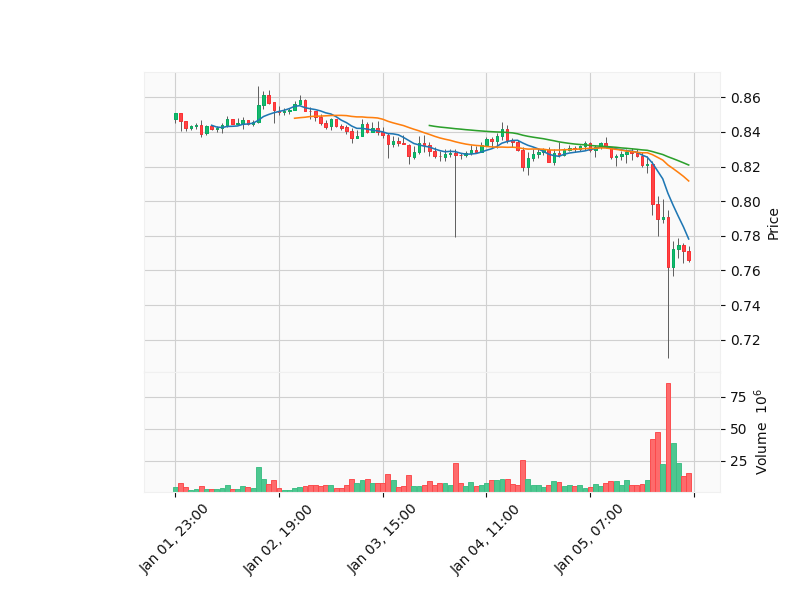 0.86
0.84
0.82
0.80
0.78
0.76
0.74
0.72
Price
75
50
25
Volume 10⁶
Jan 01, 23:00
Jan 02, 19:00
Jan 03, 15:00
Jan 04, 11:00
Jan 05, 07:00